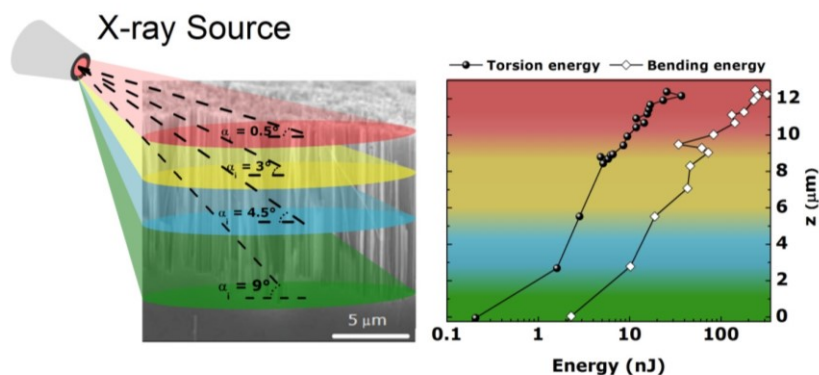 X-ray Source
α i = 0.5°
α i = 3°
α i = 4.5°
α i = 9°
5 μm
Torsion energy
Bending energy
12
10
8
6
4
2
0
z (μm)
0.1 1 10 100
Energy (nJ)